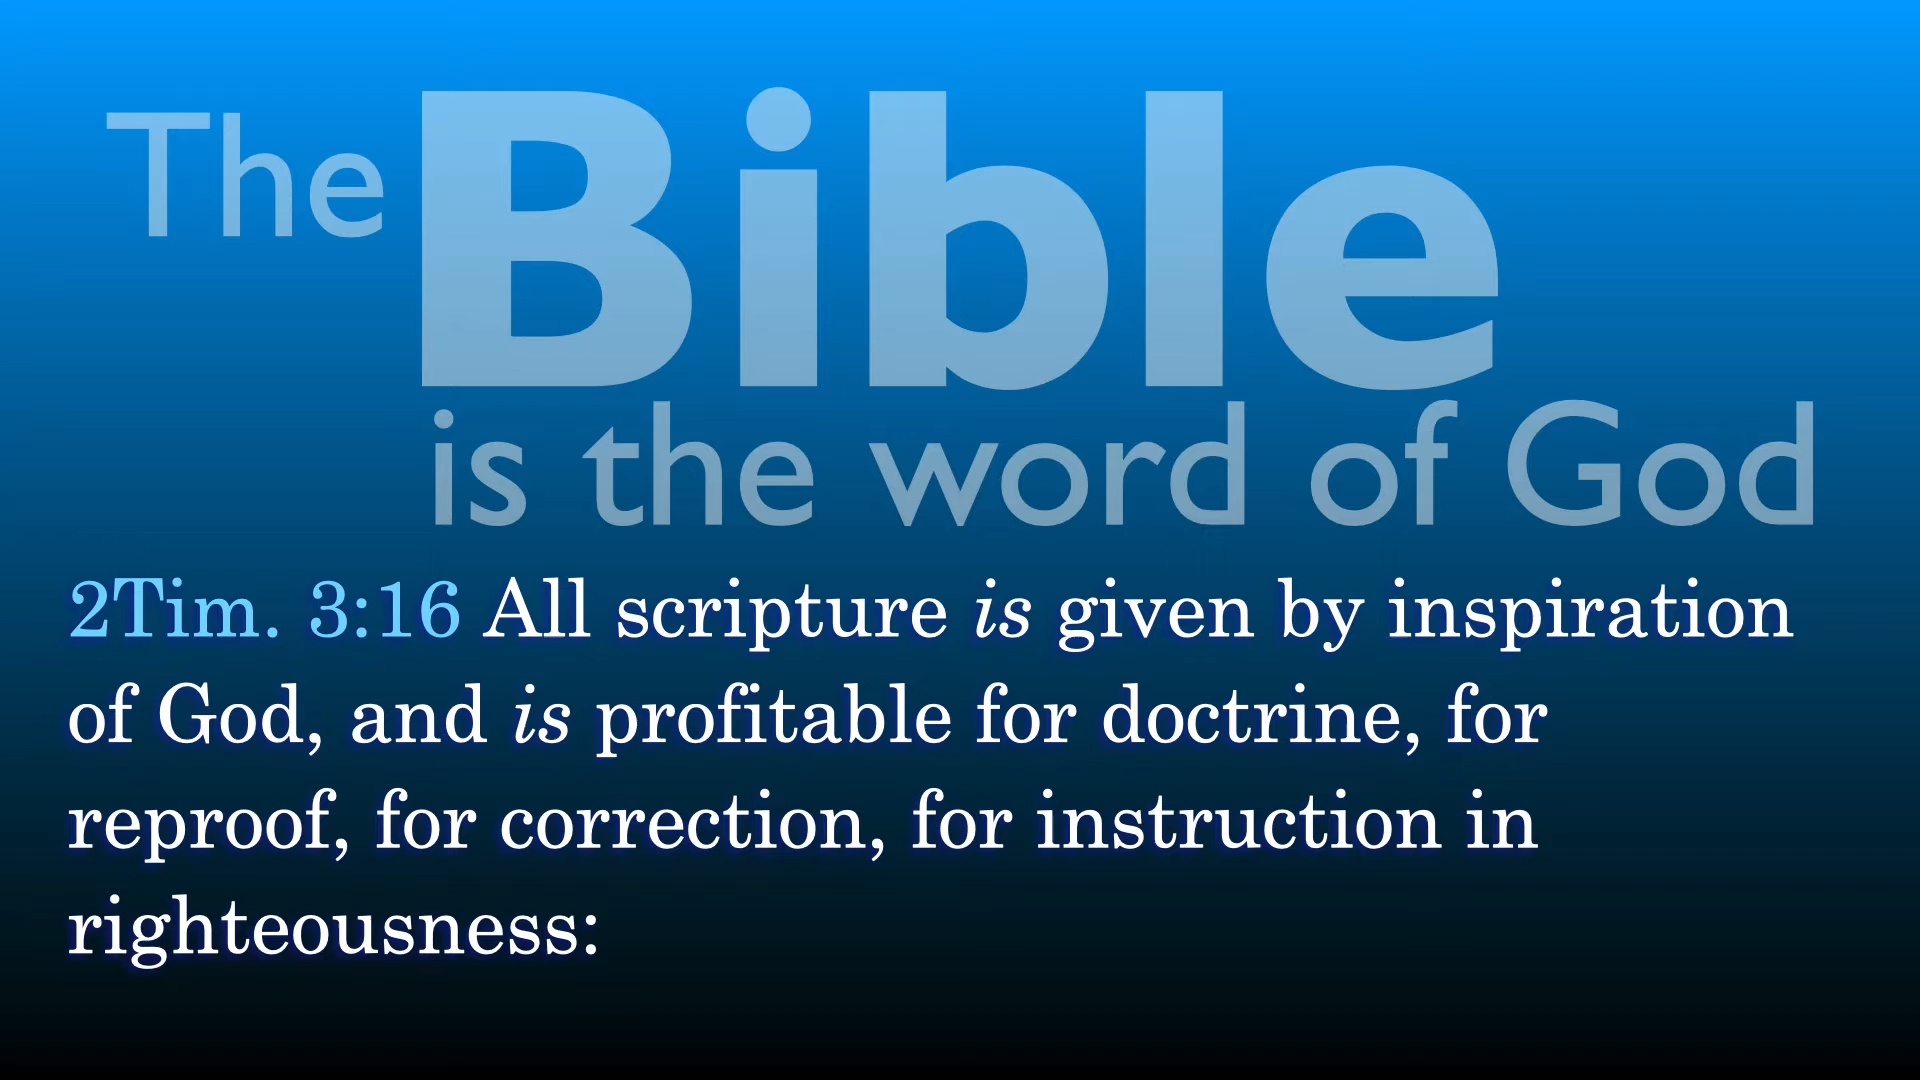 The Bible
is the word of God
2Tim. 3:16 All scripture is given by inspiration
of God, and is profitable for doctrine, for
reproof, for correction, for instruction in
righteousness: